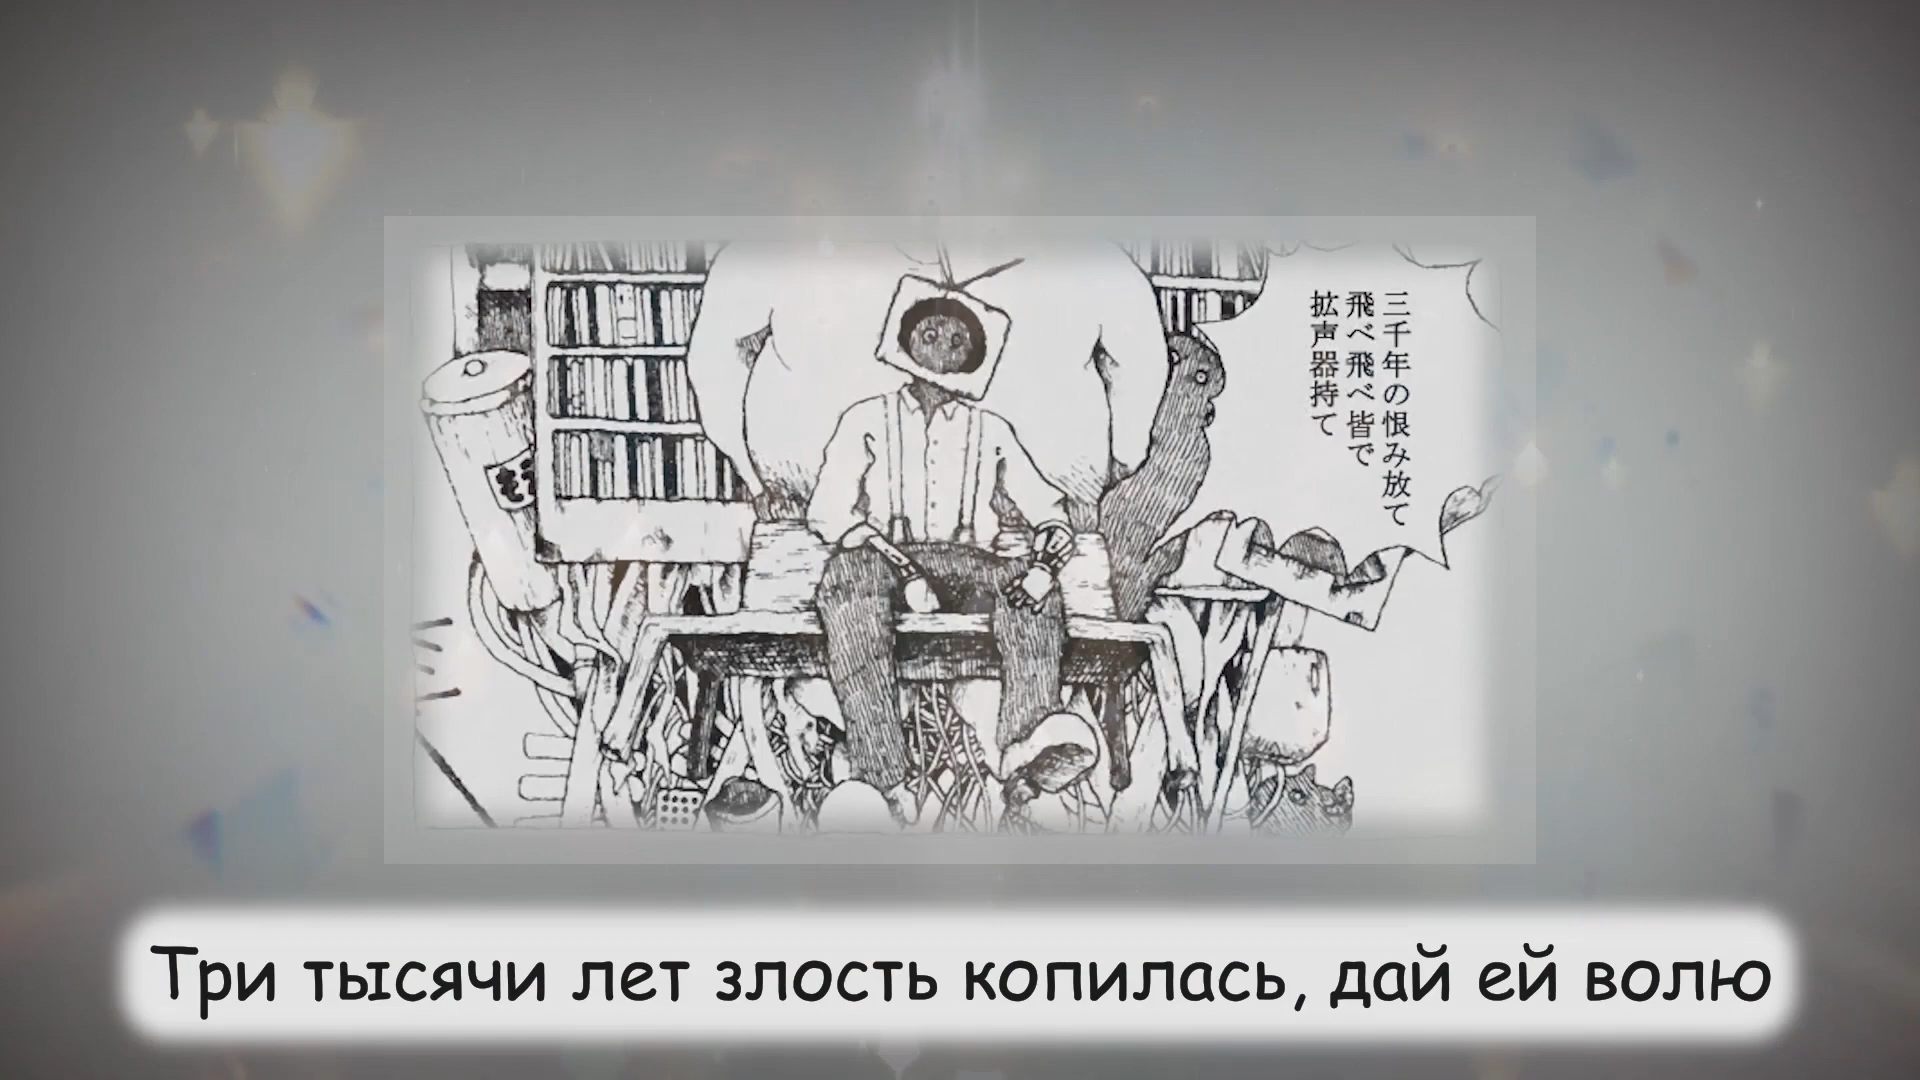 三千年の恨み放て
飛べ飛べ皆で
拡声器持て
Три тысячи лет злость копилась, дай ей волю